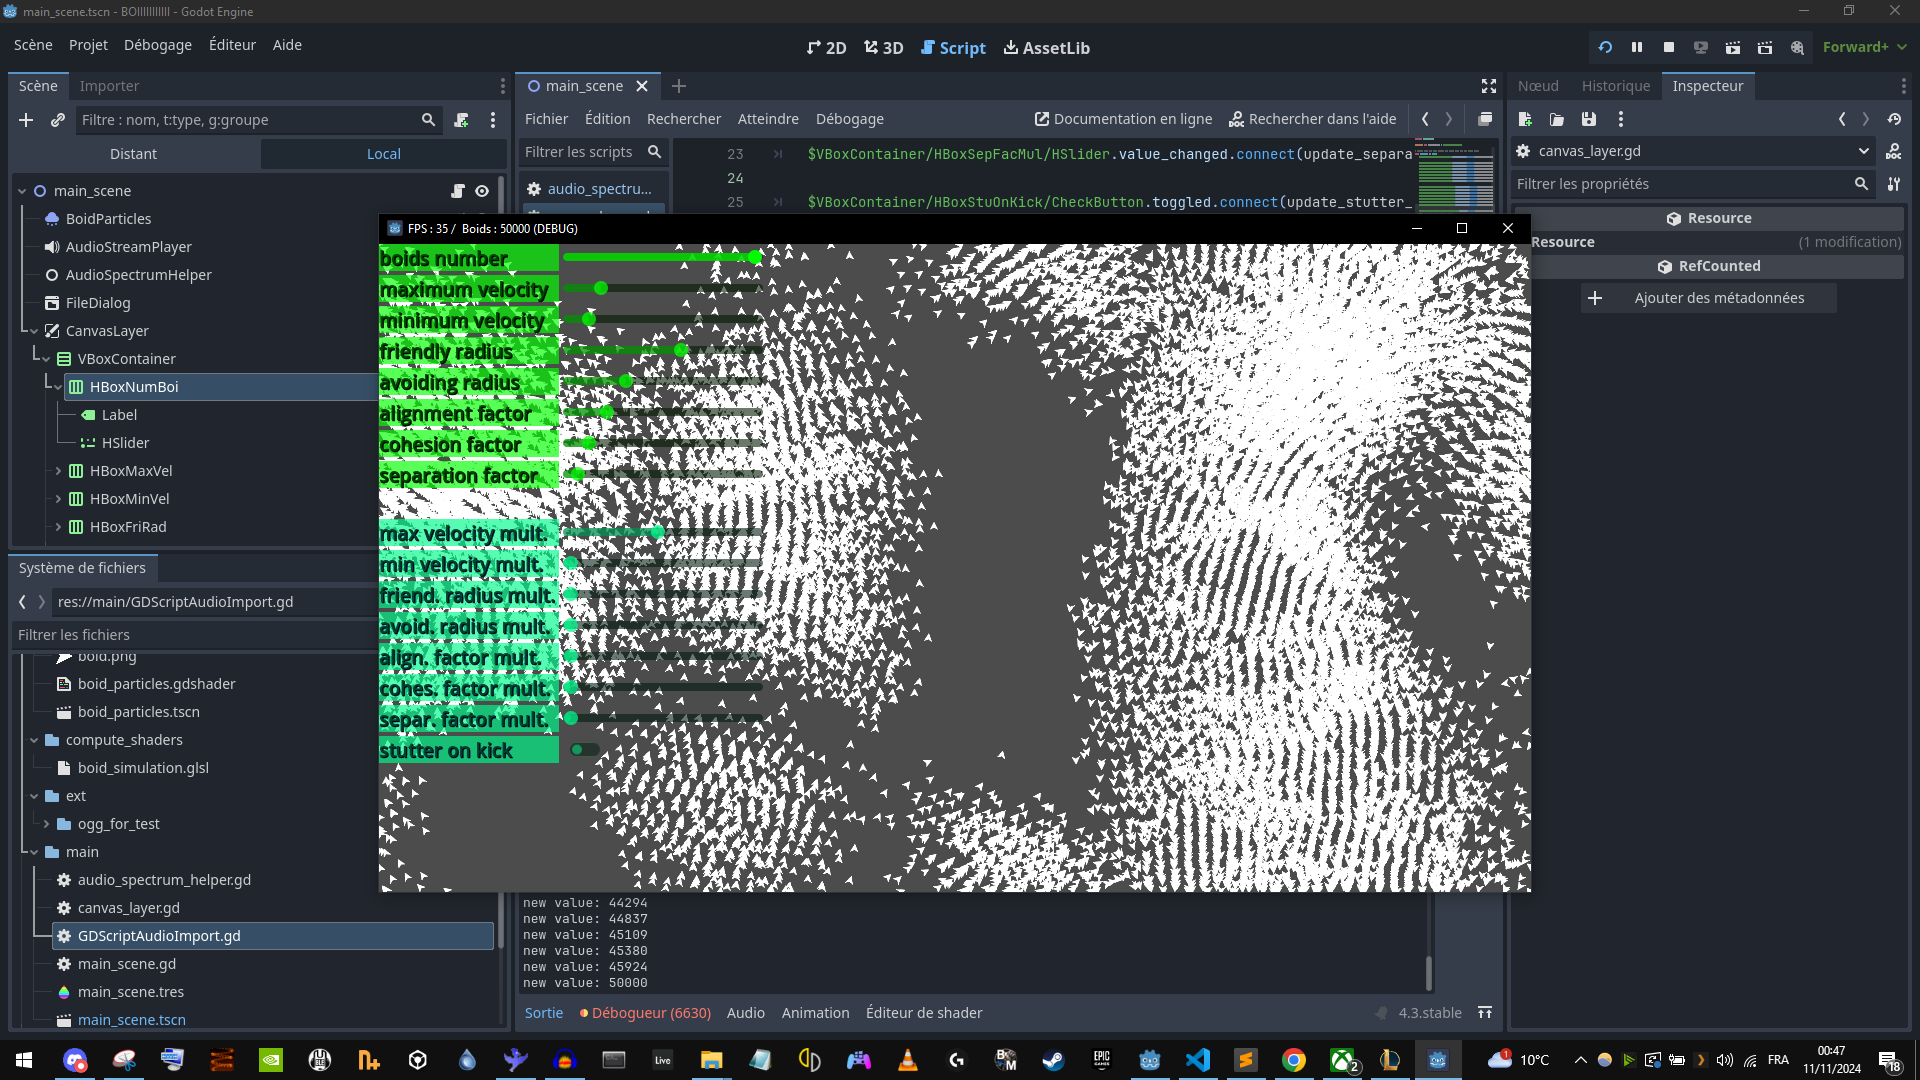 main_scene.tscn - BOIIIIIIIIIII - Godot Engine
Scène Projet Débogage Éditeur Aide
2D 3D Script AssetLib
Forward+
Scène Importer
Filtre : nom, t:type, g:groupe
Distant Local
main_scene
BoidParticles
AudioStreamPlayer
AudioSpectrumHelper
FileDialog
CanvasLayer
VBoxContainer
HBoxNumBoi
Label
HSlider
HBoxMaxVel
HBoxMinVel
HBoxFriRad
Système de fichiers
res://main/GDScriptAudioImport.gd
Filtrer les fichiers
boid.png
boid_particles.gdshader
boid_particles.tscn
compute_shaders
boid_simulation.glsl
ext
ogg_for_test
main
audio_spectrum_helper.gd
canvas_layer.gd
GDScriptAudioImport.gd
main_scene.gd
main_scene.tres
main_scene.tscn
main_scene
Fichier Édition Rechercher Atteindre Débogage
Documentation en ligne Rechercher dans l'aide
Filtrer les scripts
audio_spectru...
23 $VBoxContainer/HBoxSepFacMul/HSlider.value_changed.connect(update_separa
24
25 $VBoxContainer/HBoxStuOnKick/CheckButton.toggled.connect(update_stutter_
FPS : 35 / Boids : 50000 (DEBUG)
boids number
maximum velocity
minimum velocity
friendly radius
avoiding radius
alignment factor
cohesion factor
separation factor
max velocity mult.
min velocity mult.
friend. radius mult.
avoid. radius mult.
align. factor mult.
cohes. factor mult.
separ. factor mult.
stutter on kick
new value: 44294
new value: 44837
new value: 45109
new value: 45380
new value: 45924
new value: 50000
Sortie Débogueur (6630) Audio Animation Éditeur de shader
4.3.stable
Nœud Historique Inspecteur
canvas_layer.gd
Filtrer les propriétés
Resource
Resource (1 modification)
RefCounted
Ajouter des métadonnées
Live
EPIC GAMES
2
1
10°C
FRA
00:47
11/11/2024
18